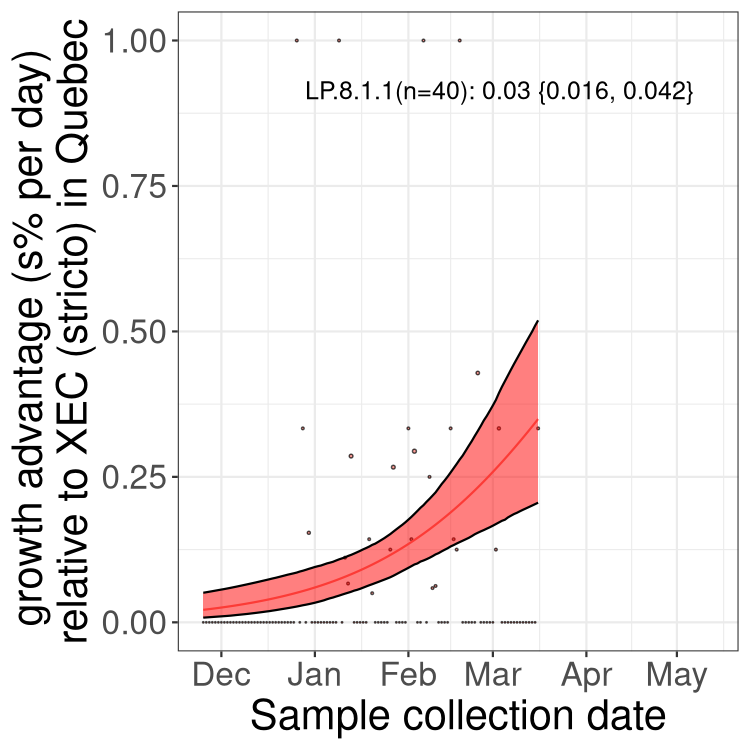 growth advantage (s% per day)
relative to XEC (stricto) in Quebec
1.00
0.75
0.50
0.25
0.00
LP.8.1.1(n=40): 0.03 {0.016, 0.042}
Dec Jan Feb Mar Apr May
Sample collection date